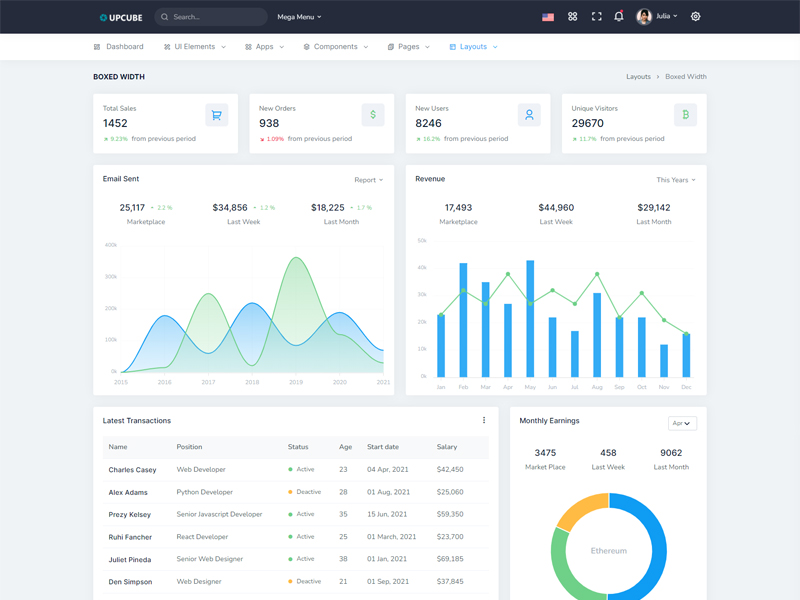 UPCUBE Search... Mega Menu Julia
Dashboard UI Elements Apps Components Pages Layouts
BOXED WIDTH Layouts > Boxed Width
Total Sales New Orders New Users Unique Visitors
1452 938 8246 29670
9.23% from previous period 1.09% from previous period 16.2% from previous period 11.7% from previous period
Email Sent Report
25,117 2.2 % $34,856 1.2 % $18,225 1.7 %
Marketplace Last Week Last Month
400k
300k
200k
100k
0k
2015 2016 2017 2018 2019 2020 2021
Revenue This Years
17,493 $44,960 $29,142
Marketplace Last Week Last Month
50k
40k
30k
20k
10k
0k
Jan Feb Mar Apr May Jun Jul Aug Sep Oct Nov Dec
Latest Transactions
Name Position Status Age Start date Salary
Charles Casey Web Developer Active 23 04 Apr, 2021 $42,450
Alex Adams Python Developer Deactive 28 01 Aug, 2021 $25,060
Prezy Kelsey Senior Javascript Developer Active 35 15 Jun, 2021 $59,350
Ruhi Fancher React Developer Active 25 01 March, 2021 $23,700
Juliet Pineda Senior Web Designer Active 38 01 Jan, 2021 $69,185
Den Simpson Web Designer Deactive 21 01 Sep, 2021 $37,845
Monthly Earnings Apr
3475 458 9062
Market Place Last Week Last Month
Ethereum